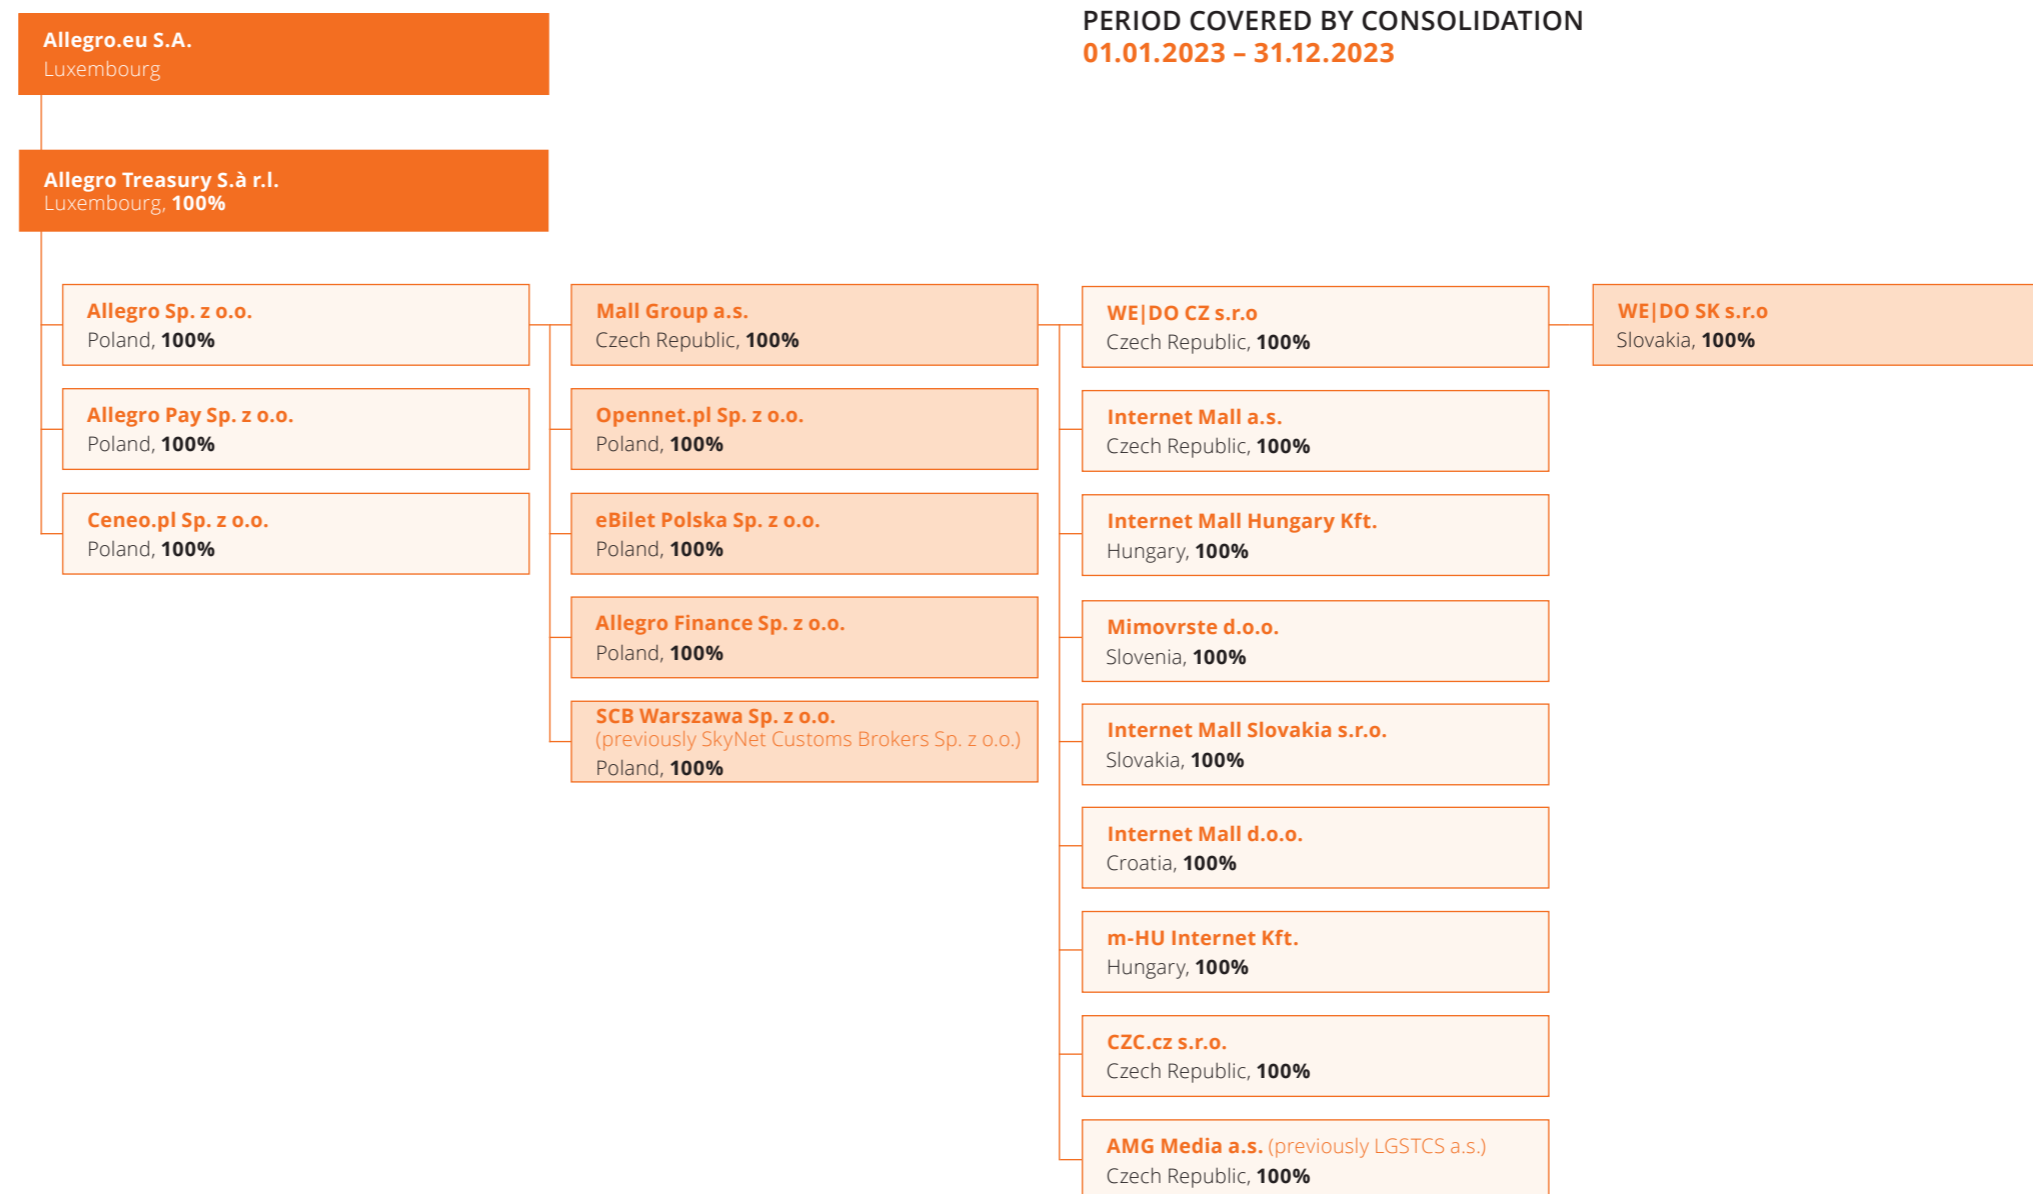 PERIOD COVERED BY CONSOLIDATION
01.01.2023 – 31.12.2023
Allegro.eu S.A.
Luxembourg
Allegro Treasury S.à r.l.
Luxembourg, 100%
Allegro Sp. z o.o.
Poland, 100%
Allegro Pay Sp. z o.o.
Poland, 100%
Ceneo.pl Sp. z o.o.
Poland, 100%
Mall Group a.s.
Czech Republic, 100%
Opennet.pl Sp. z o.o.
Poland, 100%
eBilet Polska Sp. z o.o.
Poland, 100%
Allegro Finance Sp. z o.o.
Poland, 100%
SCB Warszawa Sp. z o.o.
(previously SkyNet Customs Brokers Sp. z o.o.)
Poland, 100%
WE|DO CZ s.r.o
Czech Republic, 100%
Internet Mall a.s.
Czech Republic, 100%
Internet Mall Hungary Kft.
Hungary, 100%
Mimovrste d.o.o.
Slovenia, 100%
Internet Mall Slovakia s.r.o.
Slovakia, 100%
Internet Mall d.o.o.
Croatia, 100%
m-HU Internet Kft.
Hungary, 100%
CZC.cz s.r.o.
Czech Republic, 100%
AMG Media a.s. (previously LGSTCS a.s.)
Czech Republic, 100%
WE|DO SK s.r.o
Slovakia, 100%